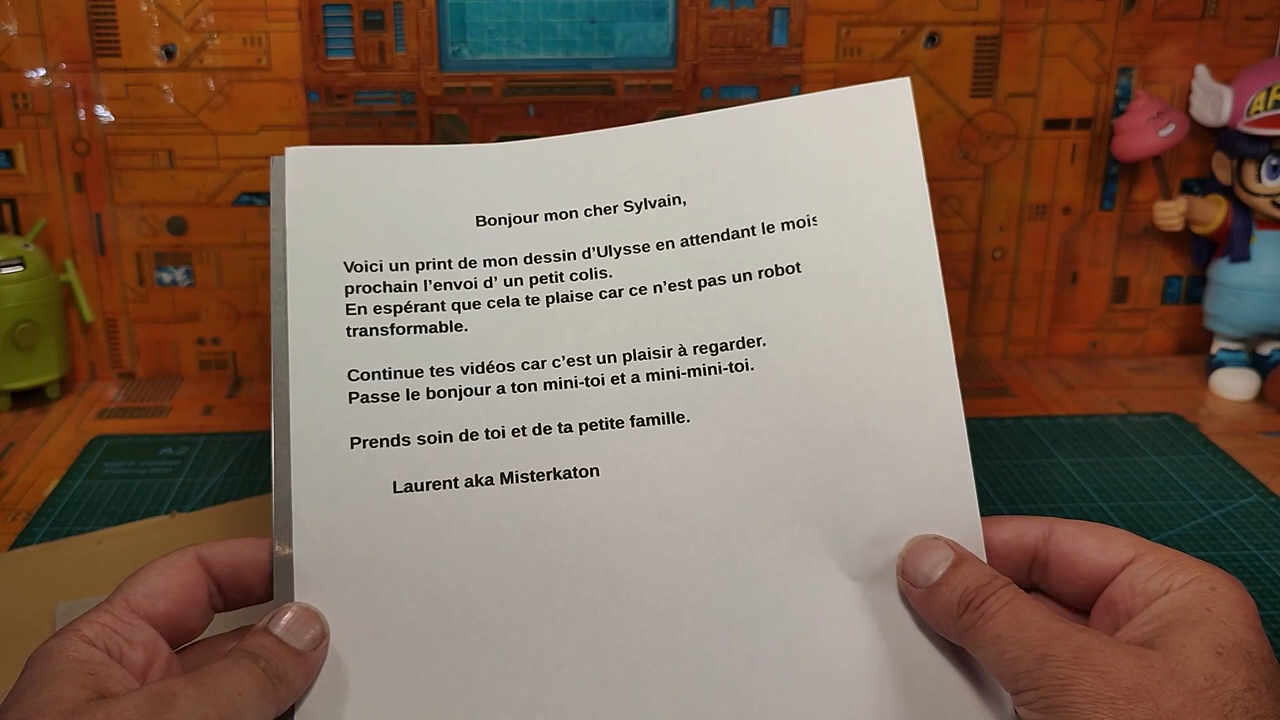 Bonjour mon cher Sylvain,
Voici un print de mon dessin d'Ulysse en attendant le mois
prochain l'envoi d' un petit colis.
En espérant que cela te plaise car ce n'est pas un robot
transformable.
Continue tes vidéos car c'est un plaisir à regarder.
Passe le bonjour a ton mini-toi et a mini-mini-toi.
Prends soin de toi et de ta petite famille.
Laurent aka Misterkaton
A2